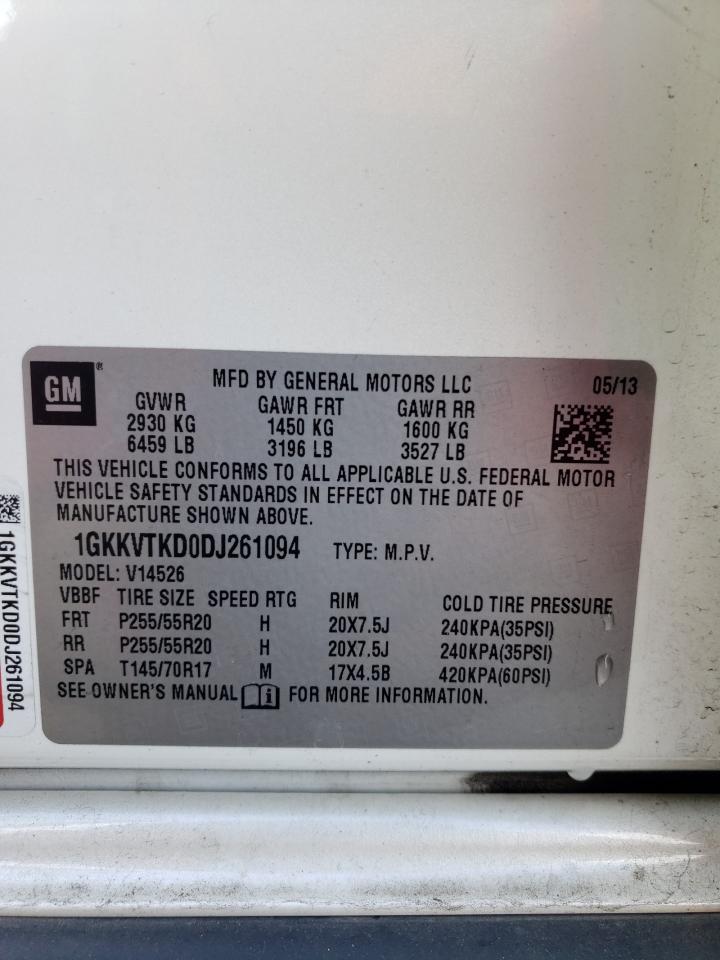 GM®
MFD BY GENERAL MOTORS LLC 05/13
GVWR GAWR FRT GAWR RR
2930 KG 1450 KG 1600 KG
6459 LB 3196 LB 3527 LB
THIS VEHICLE CONFORMS TO ALL APPLICABLE U.S. FEDERAL MOTOR
VEHICLE SAFETY STANDARDS IN EFFECT ON THE DATE OF
MANUFACTURE SHOWN ABOVE.
1GKKVTKD0DJ261094 TYPE: M.P.V.
MODEL: V14526
VBBF TIRE SIZE SPEED RTG RIM COLD TIRE PRESSURE
FRT P255/55R20 H 20X7.5J 240KPA(35PSI)
RR P255/55R20 H 20X7.5J 240KPA(35PSI)
SPA T145/70R17 M 17X4.5B 420KPA(60PSI)
SEE OWNER'S MANUAL FOR MORE INFORMATION.
1GKKVTKD0DJ261094